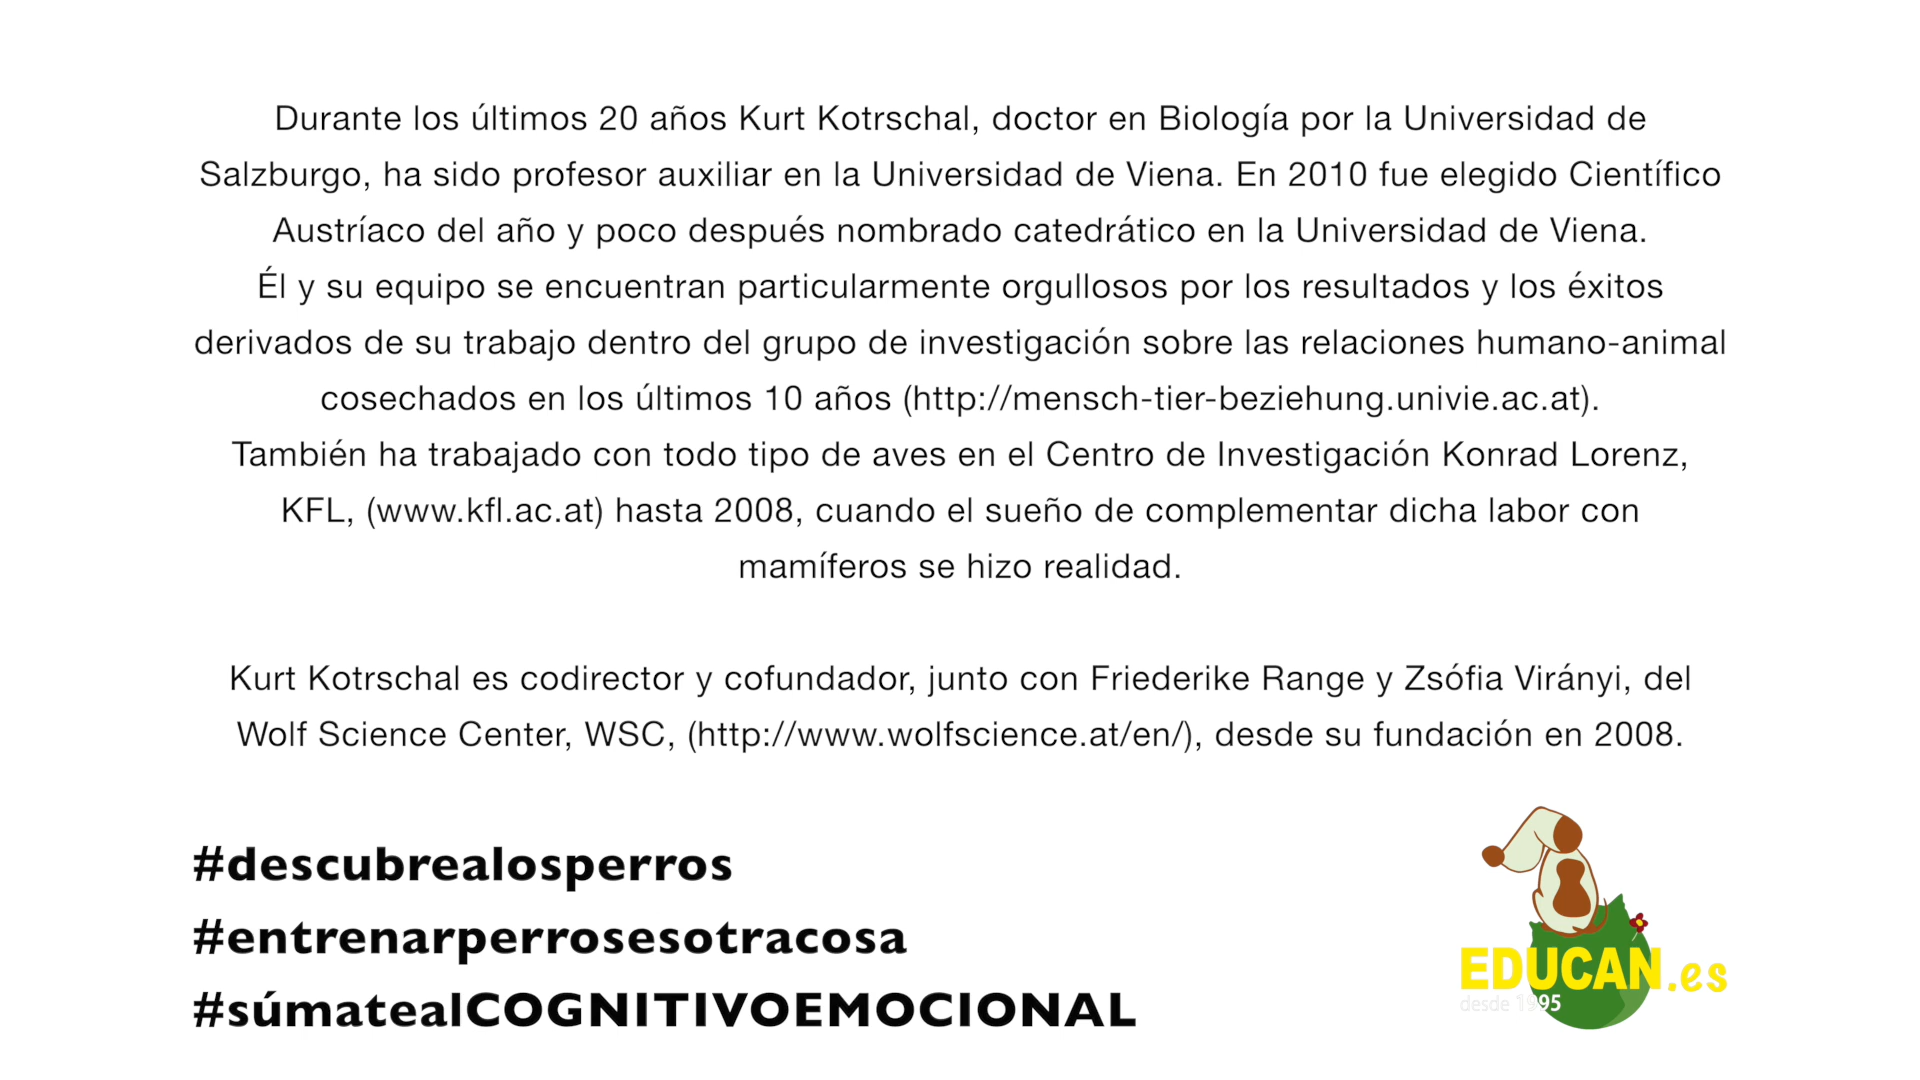 Durante los últimos 20 años Kurt Kotrschal, doctor en Biología por la Universidad de
Salzburgo, ha sido profesor auxiliar en la Universidad de Viena. En 2010 fue elegido Científico
Austríaco del año y poco después nombrado catedrático en la Universidad de Viena.
Él y su equipo se encuentran particularmente orgullosos por los resultados y los éxitos
derivados de su trabajo dentro del grupo de investigación sobre las relaciones humano-animal
cosechados en los últimos 10 años (http://mensch-tier-beziehung.univie.ac.at).
También ha trabajado con todo tipo de aves en el Centro de Investigación Konrad Lorenz,
KFL, (www.kfl.ac.at) hasta 2008, cuando el sueño de complementar dicha labor con
mamíferos se hizo realidad.
Kurt Kotrschal es codirector y cofundador, junto con Friederike Range y Zsófia Virányi, del
Wolf Science Center, WSC, (http://www.wolfscience.at/en/), desde su fundación en 2008.
#descubrealosperros
#entrenarperrosesotracosa
#súmatealCOGNITIVOEMOCIONAL
EDUCAN.es
desde 1995